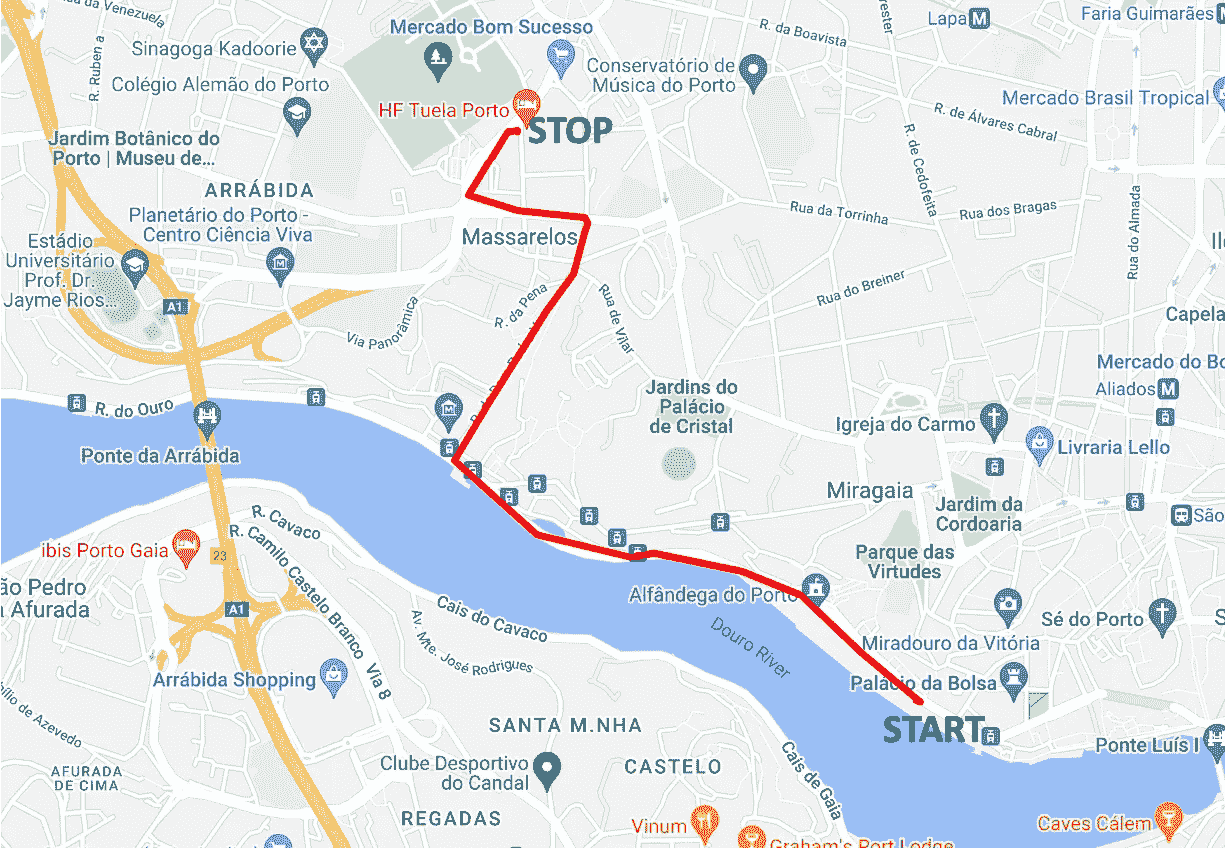 da Venezuela
R. Ruben a
Sinagoga Kadoorie
Colégio Alemão do Porto
Mercado Bom Sucesso
HF Tuela Porto
STOP
Conservatório de
Música do Porto
R. da Boavista
Lapa
Faria Guimarães
Mercado Brasil Tropical
R. de Álvares Cabral
R. de Cedofeita
Rua da Torrinha
Rua dos Bragas
Rua do Almada
Rua do Breiner
Jardim Botânico do
Porto | Museu de...
ARRÁBIDA
Planetário do Porto -
Centro Ciência Viva
Estádio
Universitário
Prof. Dr.
Jayme Rios...
A1
Massarelos
R. da Pena
Rua de Vilar
Via Panorâmica
Capela
Mercado do Bo
Aliados
R. do Ouro
Ponte da Arrábida
Jardins do
Palácio
de Cristal
Igreja do Carmo
Livraria Lello
Miragaia
Jardim da
Cordoaria
São
Parque das
Virtudes
R. Cavaco
R. Camilo Castelo Branco
Via 8
ibis Porto Gaia
23
ão Pedro
a Afurada
A1
Cais do Cavaco
Av. Mte. José Rodrigues
Alfândega do Porto
Douro River
Miradouro da Vitória
Sé do Porto
Palácio da Bolsa
START
Ponte Luís I
Arrábida Shopping
SANTA M.NHA
Clube Desportivo
do Candal
CASTELO
Cais de Gaia
AFURADA
DE CIMA
REGADAS
Vinum
Graham's Port Lodge
Caves Cálem